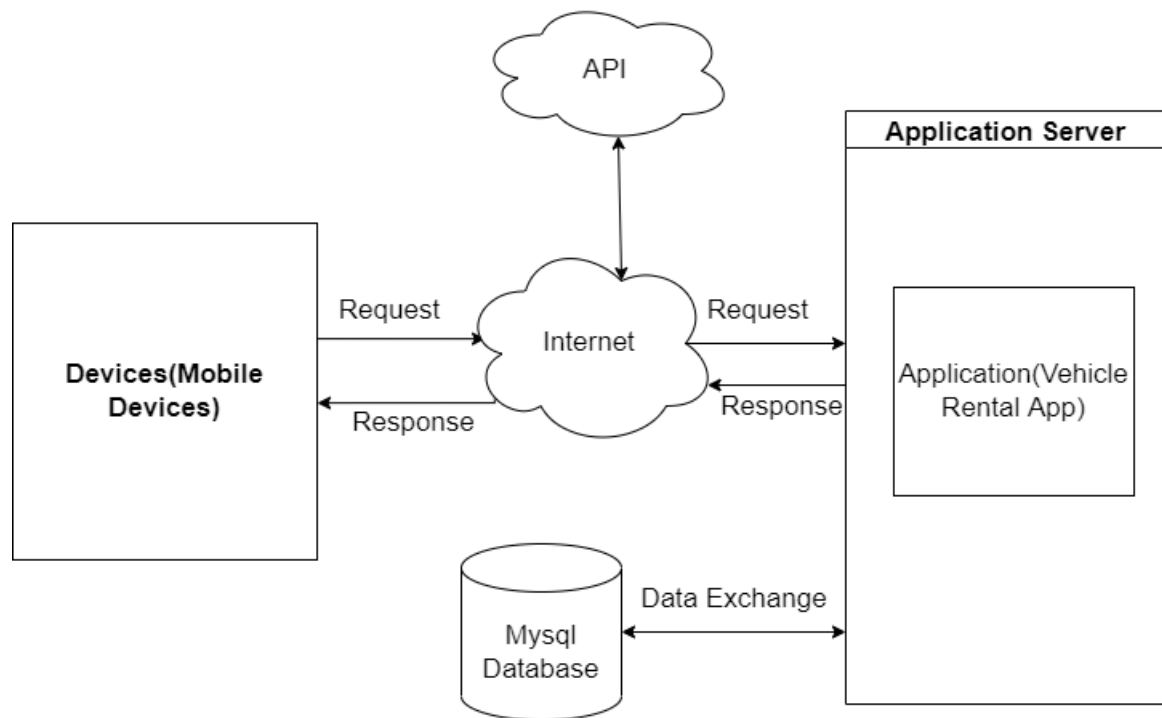 API
Application Server
Request
Request
Internet
Devices(Mobile
Devices)
Application(Vehicle
Rental App)
Response
Response
Data Exchange
Mysql
Database